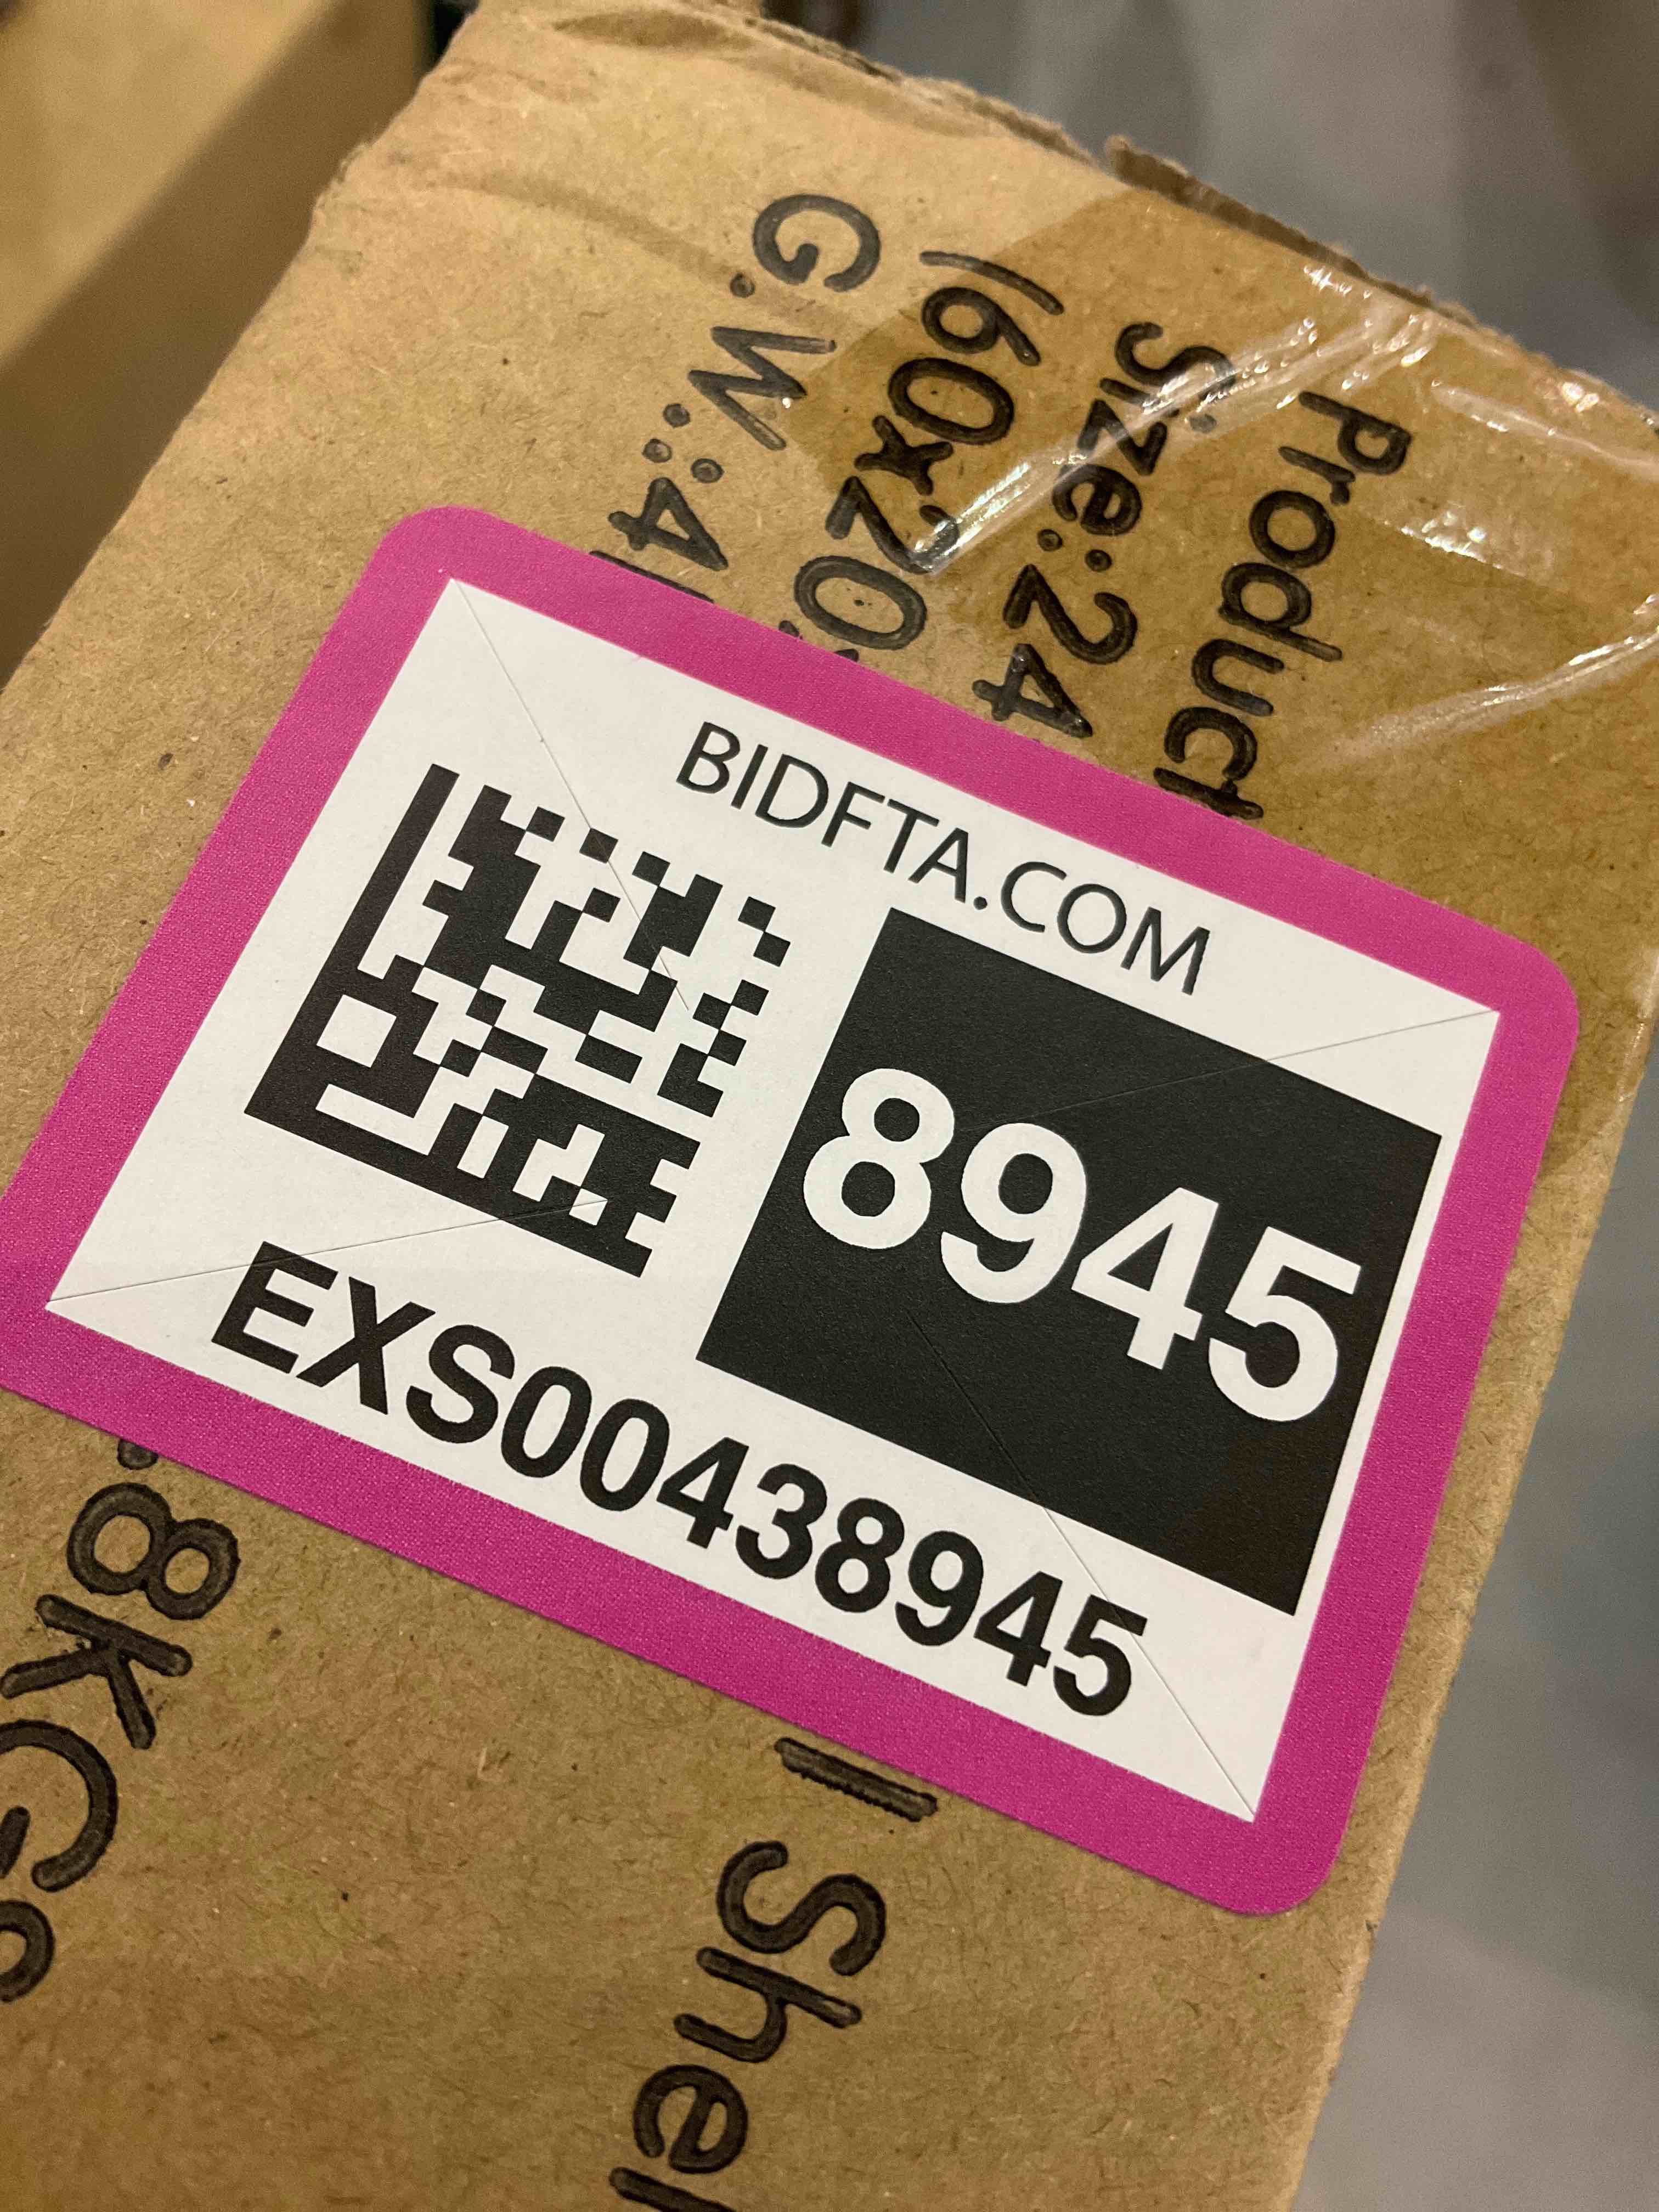 BIDFTA.COM
8945
EXS00438945
Product
Size:24
(60x20
G.W.:4
.8KGs
Shel